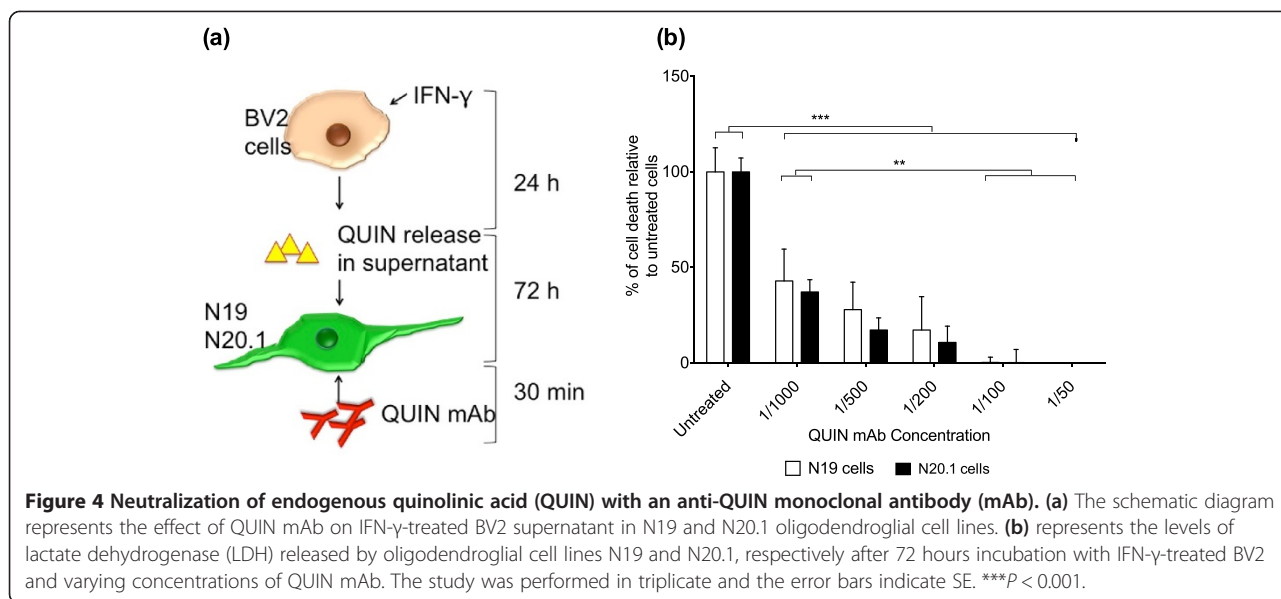 (a)
BV2
cells
IFN-γ
24 h
QUIN release
in supernatant
72 h
N19
N20.1
30 min
QUIN mAb
(b)
% of cell death relative
to untreated cells
150
100
50
0
***
**
Untreated
1/1000
1/500
1/200
1/100
1/50
QUIN mAb Concentration
N19 cells
N20.1 cells
Figure 4 Neutralization of endogenous quinolinic acid (QUIN) with an anti-QUIN monoclonal antibody (mAb). (a) The schematic diagram
represents the effect of QUIN mAb on IFN-γ-treated BV2 supernatant in N19 and N20.1 oligodendroglial cell lines. (b) represents the levels of
lactate dehydrogenase (LDH) released by oligodendroglial cell lines N19 and N20.1, respectively after 72 hours incubation with IFN-γ-treated BV2
and varying concentrations of QUIN mAb. The study was performed in triplicate and the error bars indicate SE. ***P < 0.001.